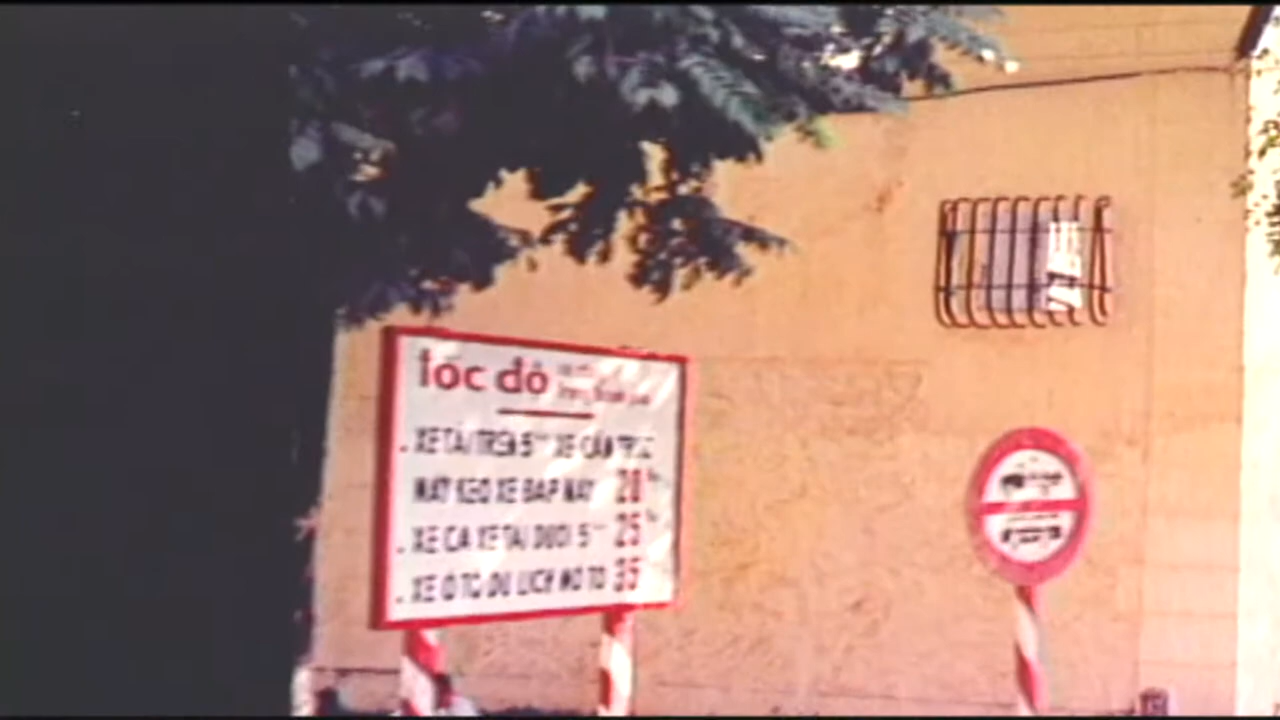 tốc độ
. XE TẢI TRÊN 5 XE CẦN TRỤC
MÁY KÉO XE ĐẠP MÁY 20
. XE CA XE TẢI DƯỚI 5 25
. XE Ô TÔ DU LỊCH MÔ TÔ 35